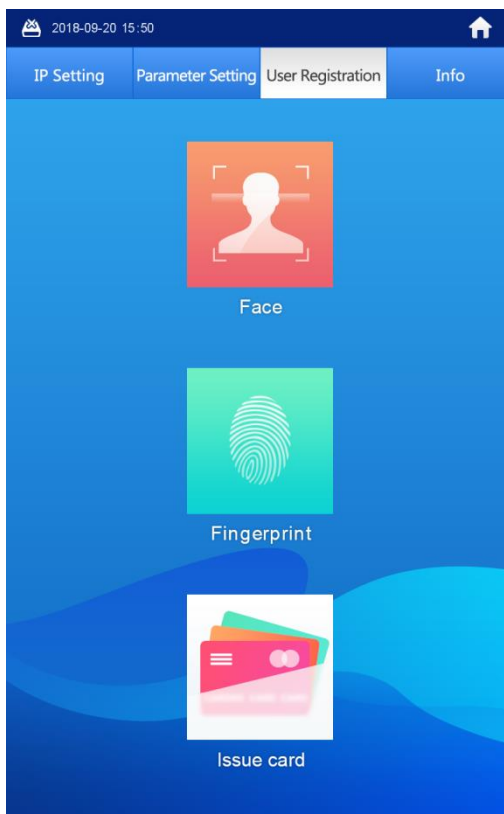 2018-09-20 15:50
IP Setting Parameter Setting User Registration Info
Face
Fingerprint
Issue card